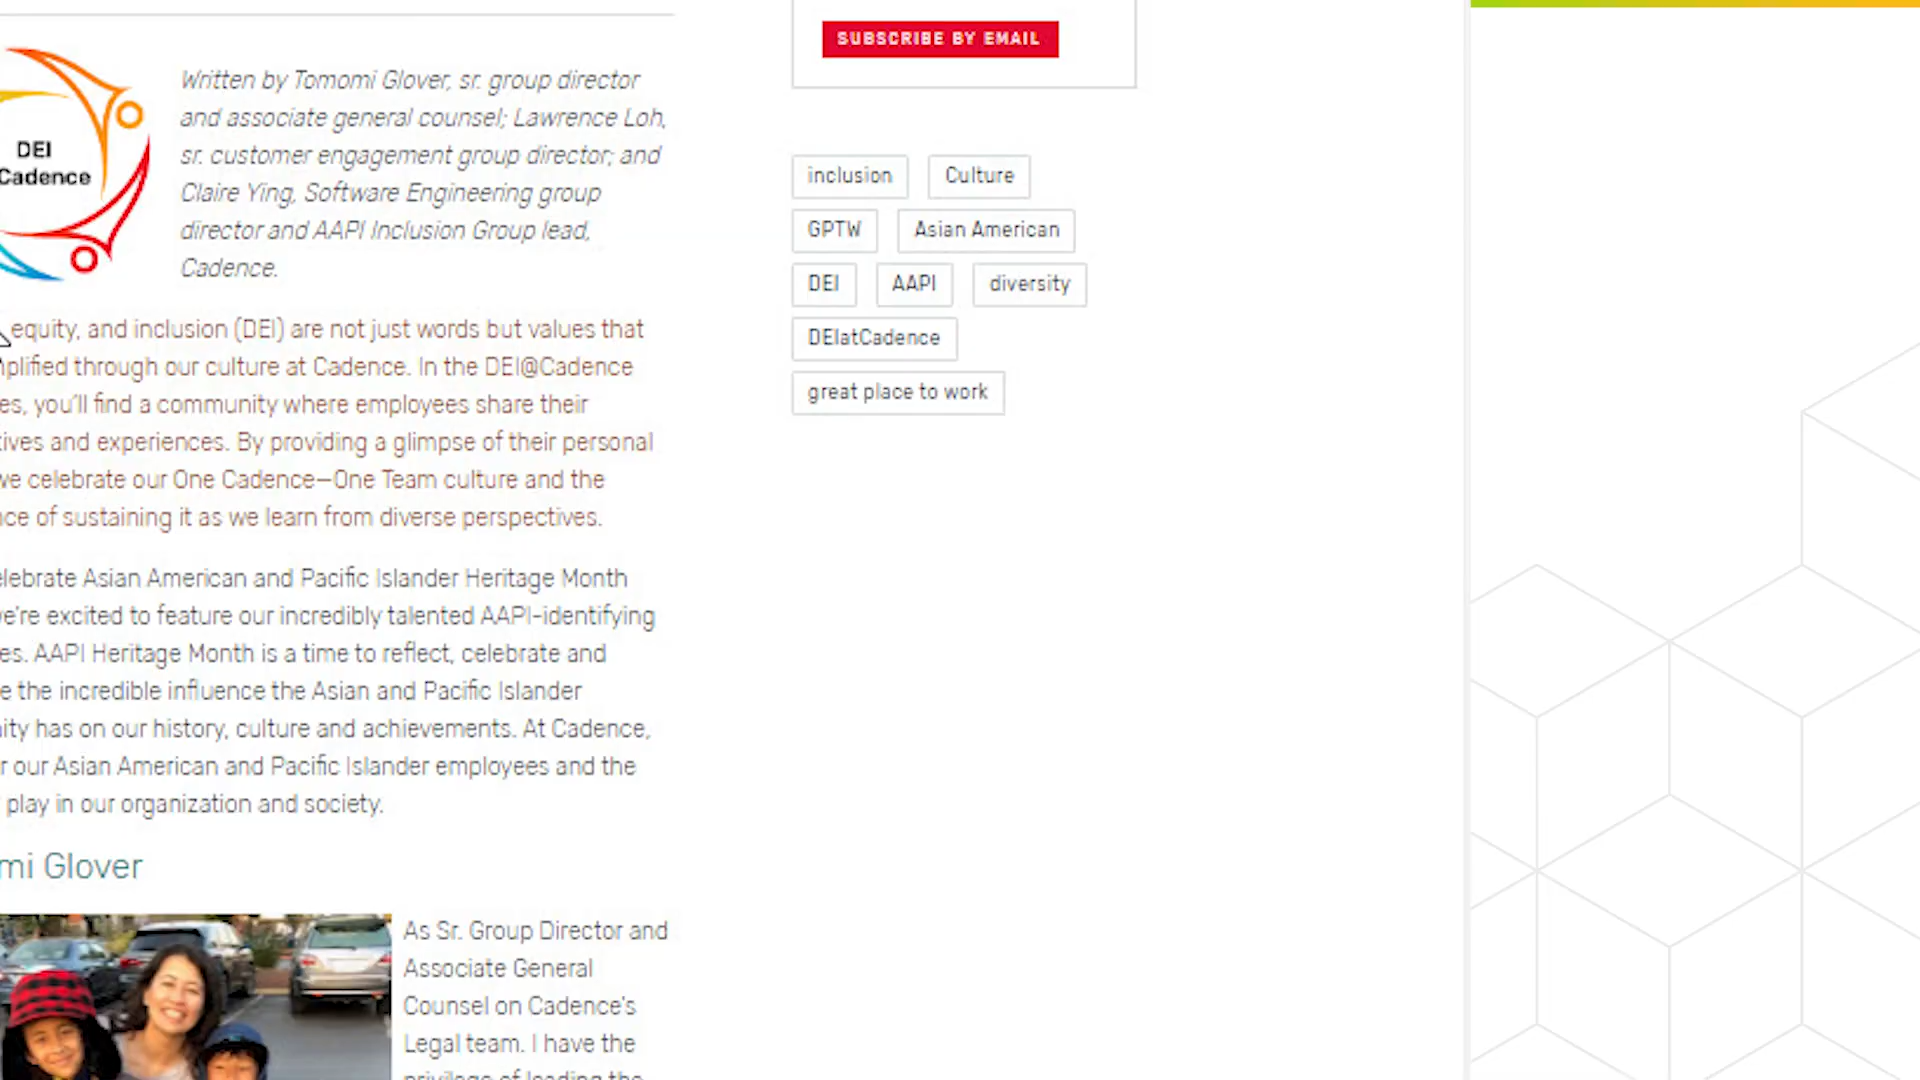 SUBSCRIBE BY EMAIL
DEI
Cadence
Written by Tomomi Glover, sr. group director
and associate general counsel; Lawrence Loh,
sr. customer engagement group director; and
Claire Ying, Software Engineering group
director and AAPI Inclusion Group lead,
Cadence.
equity, and inclusion (DEI) are not just words but values that
plified through our culture at Cadence. In the DEI@Cadence
es, you'll find a community where employees share their
tives and experiences. By providing a glimpse of their personal
we celebrate our One Cadence—One Team culture and the
nce of sustaining it as we learn from diverse perspectives.
elebrate Asian American and Pacific Islander Heritage Month
we're excited to feature our incredibly talented AAPI-identifying
es. AAPI Heritage Month is a time to reflect, celebrate and
e the incredible influence the Asian and Pacific Islander
nity has on our history, culture and achievements. At Cadence,
r our Asian American and Pacific Islander employees and the
play in our organization and society.
mi Glover
As Sr. Group Director and
Associate General
Counsel on Cadence's
Legal team. I have the
privilege of leading the
inclusion
Culture
GPTW
Asian American
DEI
AAPI
diversity
DEIatCadence
great place to work